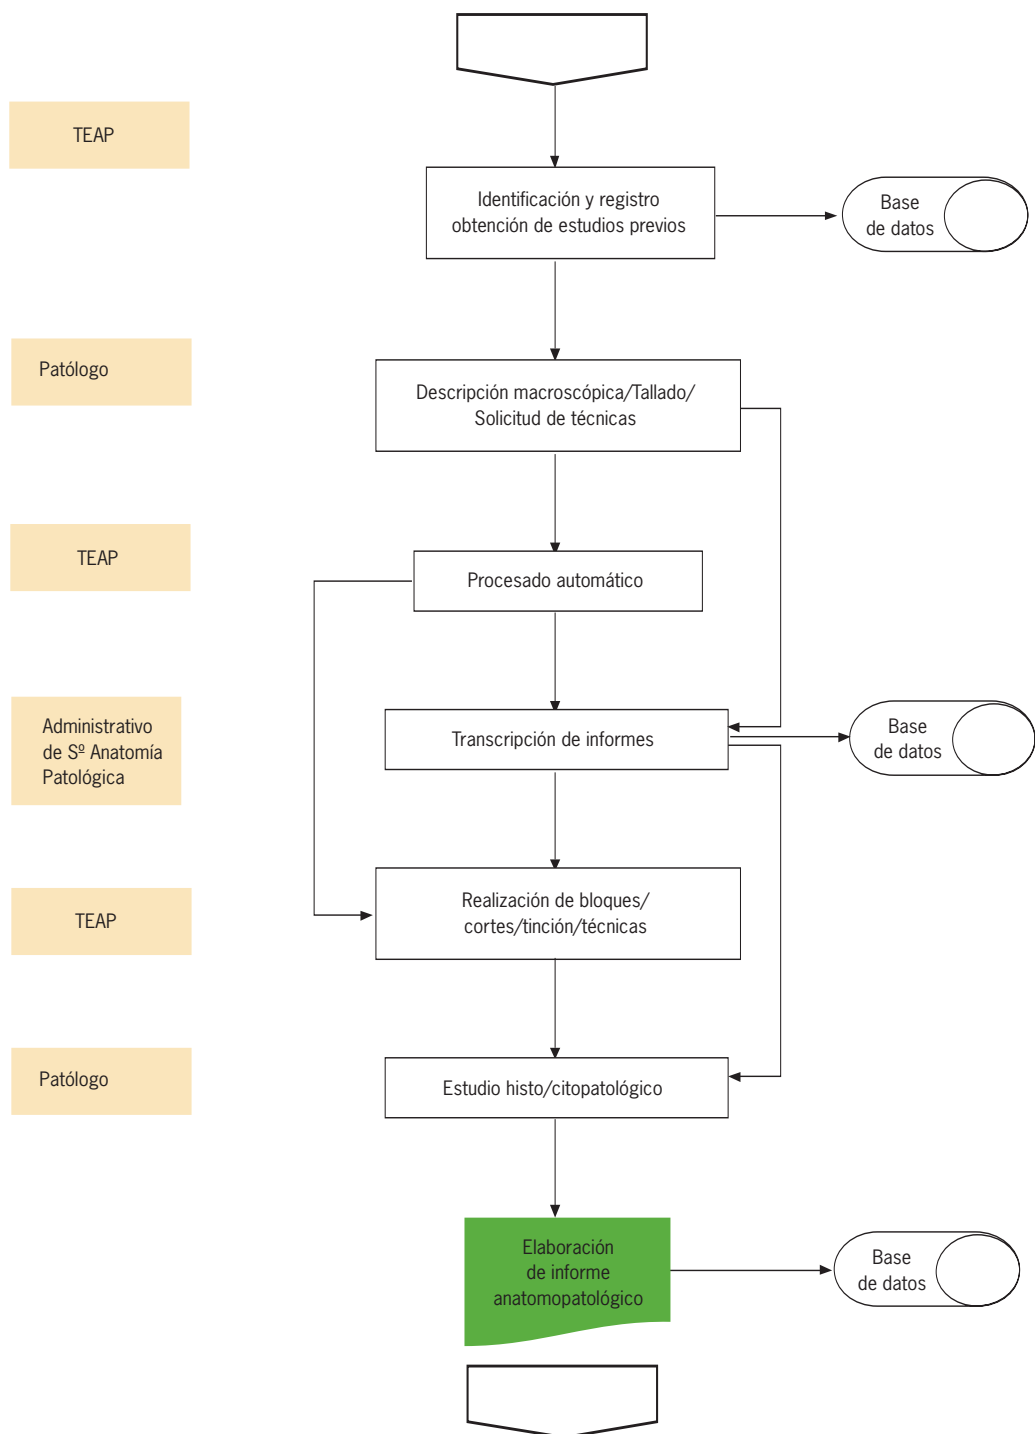 TEAP
Identificación y registro
obtención de estudios previos
Base
de datos
Patólogo
Descripción macroscópica/Tallado/
Solicitud de técnicas
TEAP
Procesado automático
Administrativo
de Sº Anatomía
Patológica
Transcripción de informes
Base
de datos
TEAP
Realización de bloques/
cortes/tinción/técnicas
Patólogo
Estudio histo/citopatológico
Elaboración
de informe
anatomopatológico
Base
de datos